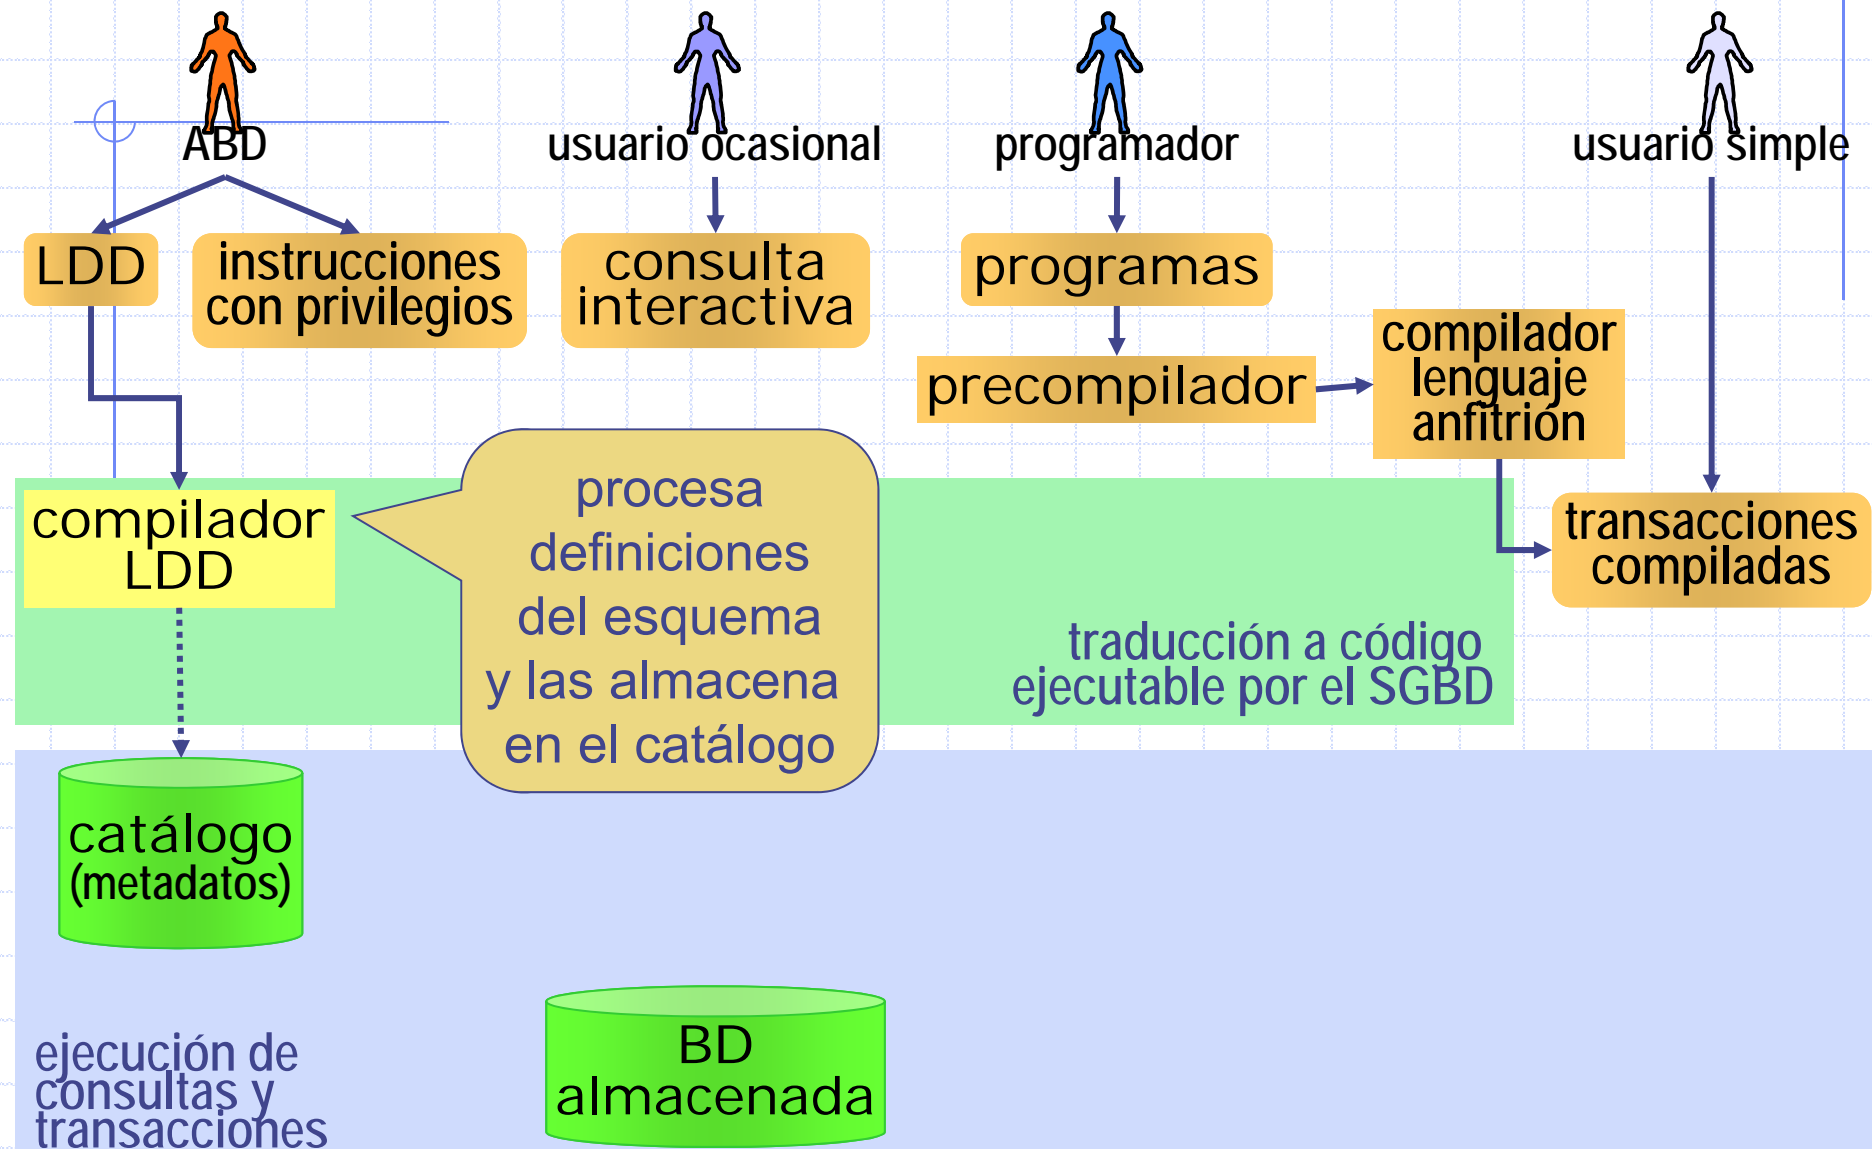 ABD
usuario ocasional
programador
usuario simple
LDD
instrucciones
con privilegios
consulta
interactiva
programas
precompilador
compilador
lenguaje
anfitrión
compilador
LDD
procesa
definiciones
del esquema
y las almacena
en el catálogo
transacciones
compiladas
traducción a código
ejecutable por el SGBD
catálogo
(metadatos)
BD
almacenada
ejecución de
consultas y
transacciones